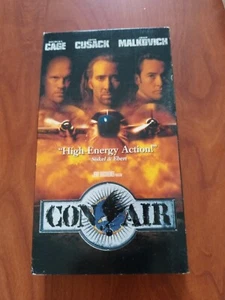 CAGE CUSACK MALKOVICH
"High-Energy Action!"
-Siskel & Ebert
CON AIR